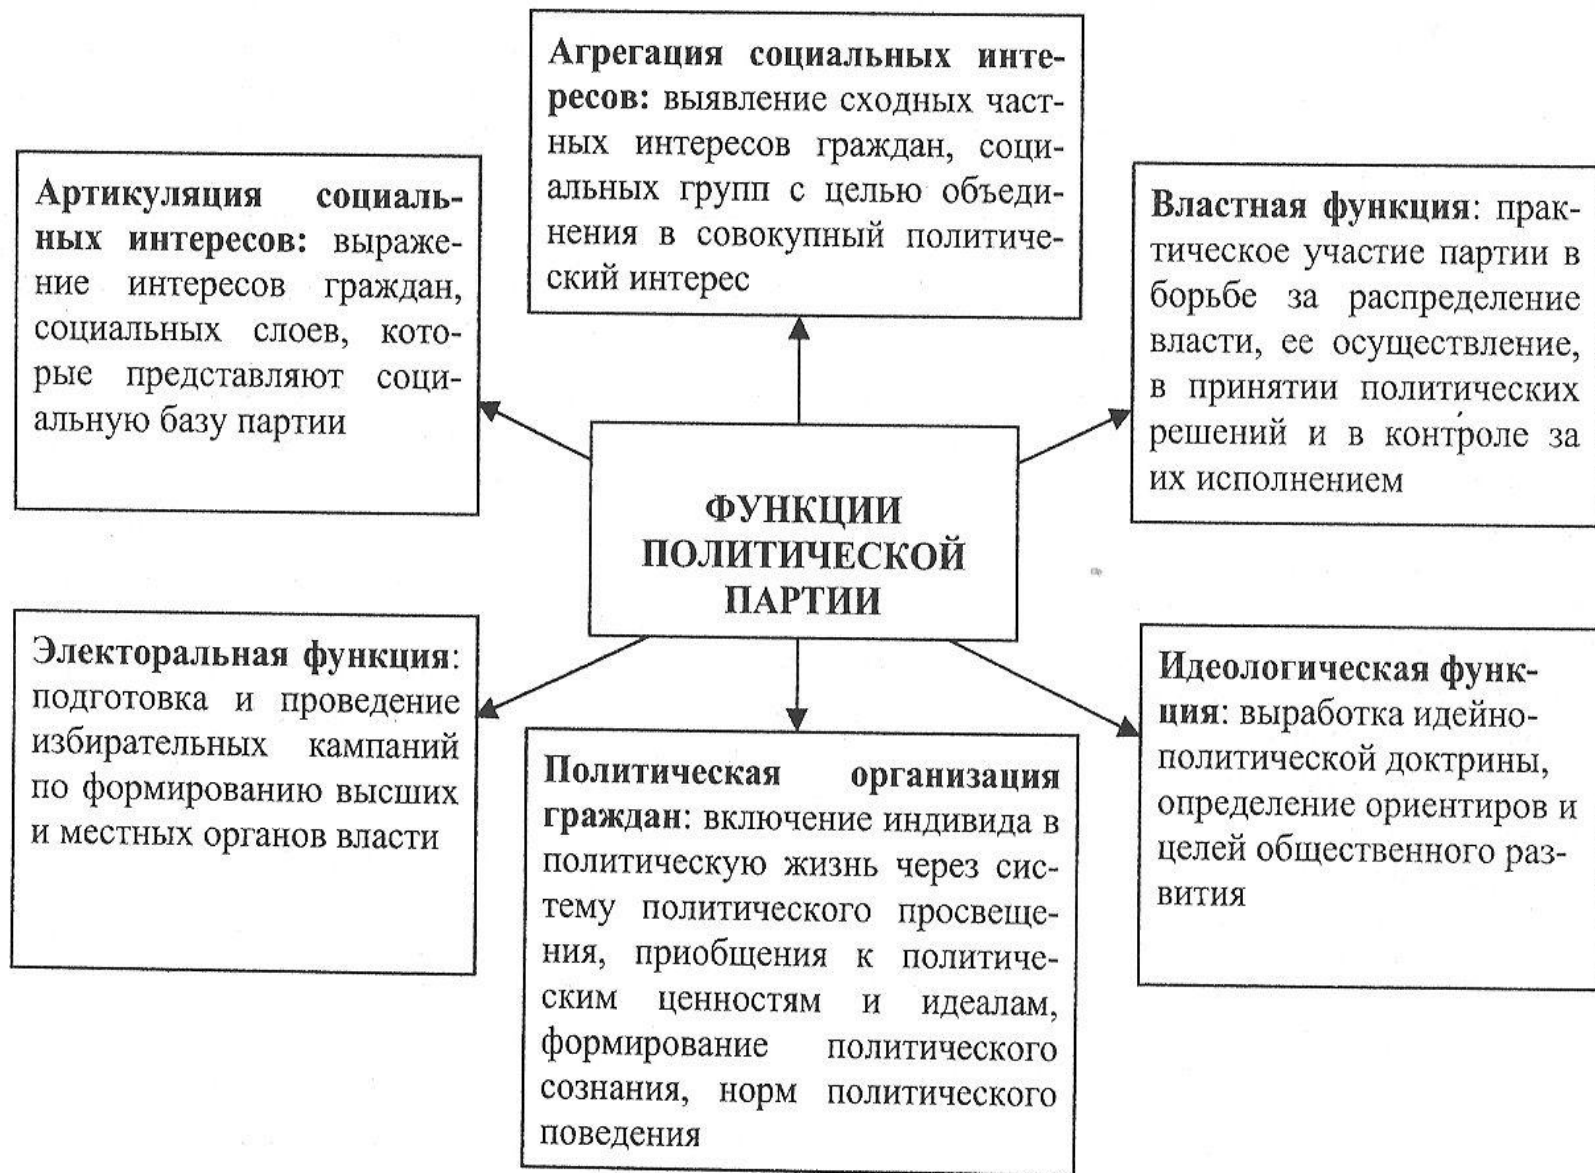 Агрегация социальных инте-
ресов: выявление сходных част-
ных интересов граждан, соци-
альных групп с целью объеди-
нения в совокупный политиче-
ский интерес
Артикуляция социаль-
ных интересов: выраже-
ние интересов граждан,
социальных слоев, кото-
рые представляют соци-
альную базу партии
Властная функция: прак-
тическое участие партии в
борьбе за распределение
власти, ее осуществление,
в принятии политических
решений и в контроле за
их исполнением
ФУНКЦИИ
ПОЛИТИЧЕСКОЙ
ПАРТИИ
Электоральная функция:
подготовка и проведение
избирательных кампаний
по формированию высших
и местных органов власти
Политическая организация
граждан: включение индивида в
политическую жизнь через сис-
тему политического просвеще-
ния, приобщения к политиче-
ским ценностям и идеалам,
формирование политического
сознания, норм политического
поведения
Идеологическая функ-
ция: выработка идейно-
политической доктрины,
определение ориентиров и
целей общественного раз-
вития